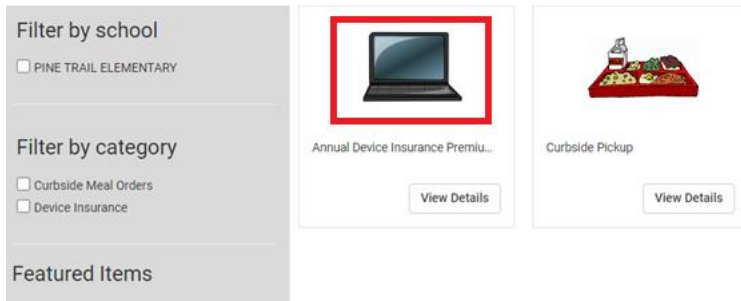 Filter by school
PINE TRAIL ELEMENTARY
Filter by category
Curbside Meal Orders
Device Insurance
Featured Items
Annual Device Insurance Premiu...
View Details
Curbside Pickup
View Details